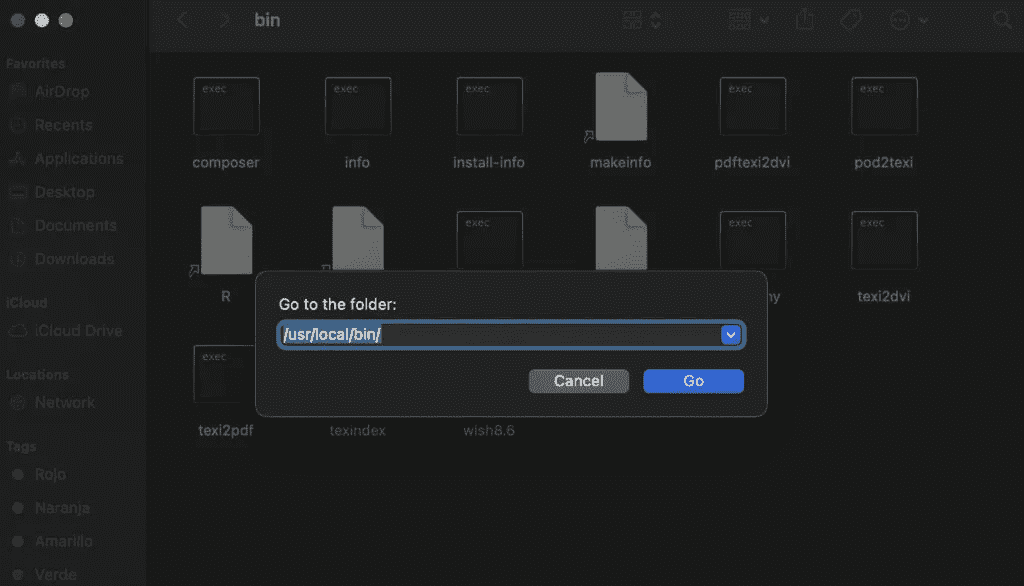 bin
Favorites
AirDrop
Recents
Applications
Desktop
Documents
Downloads
iCloud
iCloud Drive
Locations
Network
Tags
Rojo
Naranja
Amarillo
Verde
exec exec exec exec exec
composer info install-info makeinfo pdftexi2dvi pod2texi
exec exec exec
R texi2dvi
exec
texi2pdf texindex wish8.6
Go to the folder:
/usr/local/bin/
Cancel Go